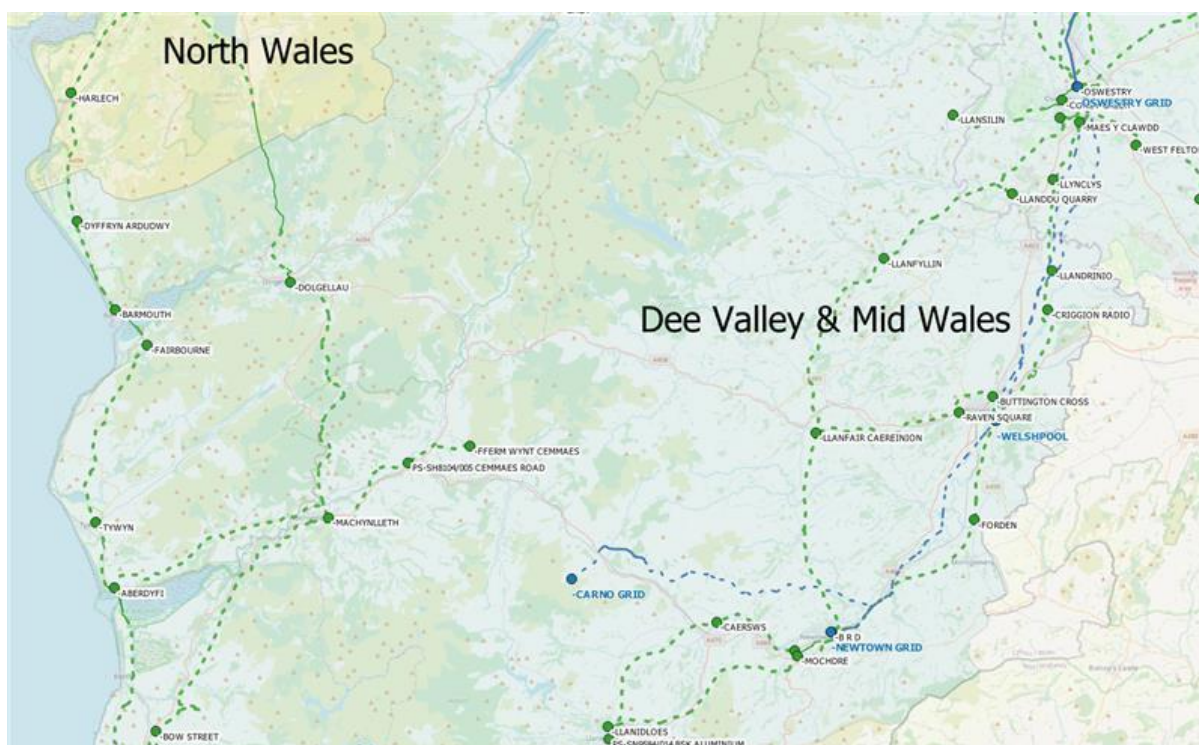 North Wales
-HARLECH
-OSWESTRY
OSWESTRY GRID
-LLANSILIN
-MAES Y CLAWDD
-WEST FELTON
-LLYNCLYS
-LLANDDU QUARRY
-DYFFRYN ARDUDWY
-LLANFYLLIN
-LLANDRINIO
-DOLGELLAU
-BARMOUTH
-CRIGGION RADIO
Dee Valley & Mid Wales
-FAIRBOURNE
-BUTTINGTON CROSS
-RAVEN SQUARE
-WELSHPOOL
-LLANFAIR CAEREINION
-FFERM WYNT CEMMAES
PS-SH8104/005 CEMMAES ROAD
-TYWYN
-MACHYNLLETH
-FORDEN
-ABERDYFI
-CARNO GRID
-CAERSWS
-B R D
-NEWTOWN GRID
-MOCHDRE
-LLANIDLOES
-BOW STREET